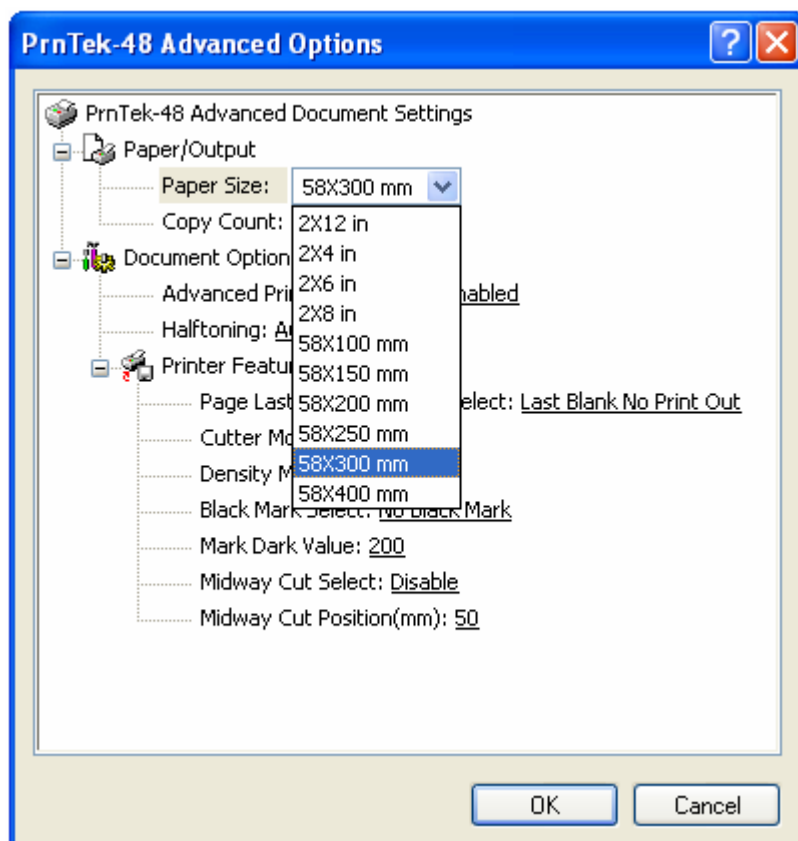 PrnTek-48 Advanced Options
PrnTek-48 Advanced Document Settings
Paper/Output
Paper Size: 58X300 mm
Copy Count:
2X12 in
2X4 in
2X6 in
2X8 in
58X100 mm
58X150 mm
58X200 mm
58X250 mm
58X300 mm
58X400 mm
Document Option
Advanced Pri nabled
Halftoning: A
Printer Featu
Page Last elect: Last Blank No Print Out
Cutter Mo
Density M
Black Mark Select: No Black Mark
Mark Dark Value: 200
Midway Cut Select: Disable
Midway Cut Position(mm): 50
OK
Cancel